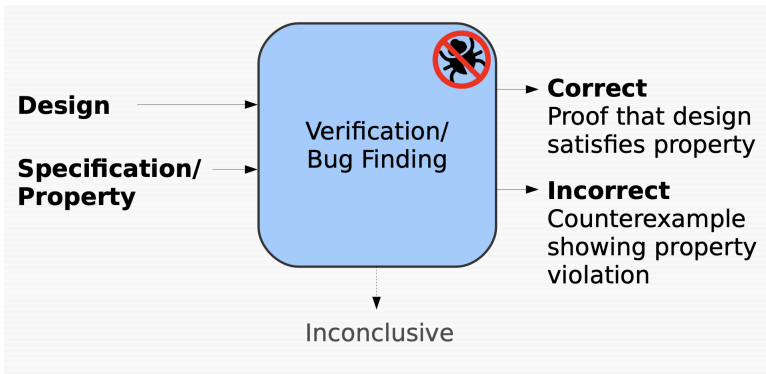 Design
Specification/
Property
Verification/
Bug Finding
Correct
Proof that design
satisfies property
Incorrect
Counterexample
showing property
violation
Inconclusive